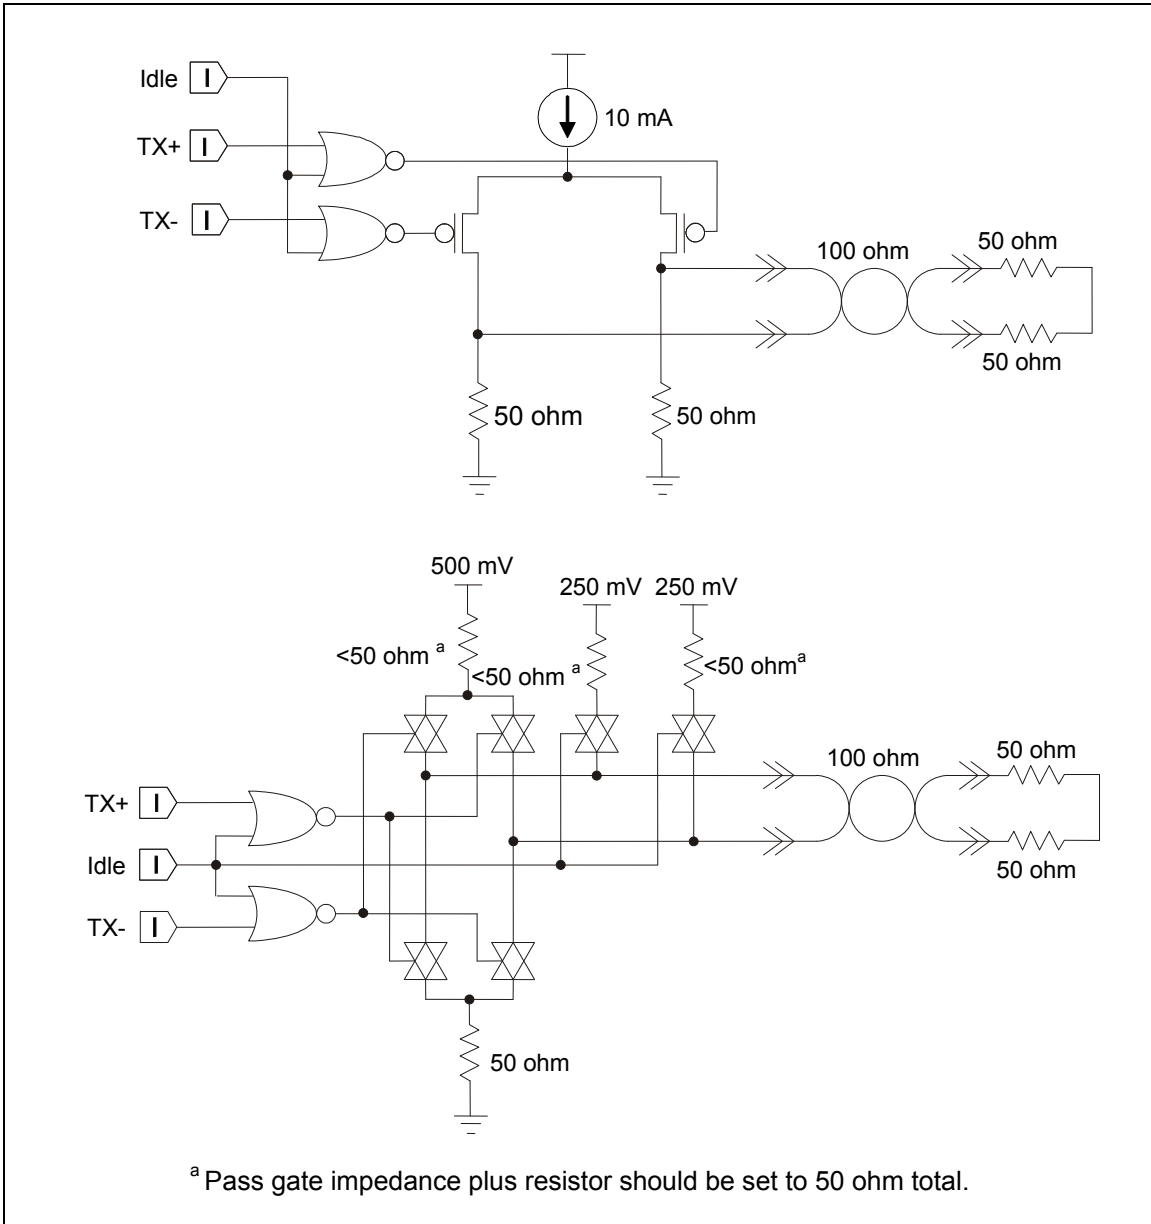 Idle I
10 mA
TX+ I
TX- I
100 ohm
50 ohm
50 ohm
50 ohm
50 ohm
500 mV
250 mV
250 mV
<50 ohm a
<50 ohm a
<50 ohm a
100 ohm
50 ohm
TX+ I
Idle I
50 ohm
TX- I
50 ohm
a Pass gate impedance plus resistor should be set to 50 ohm total.